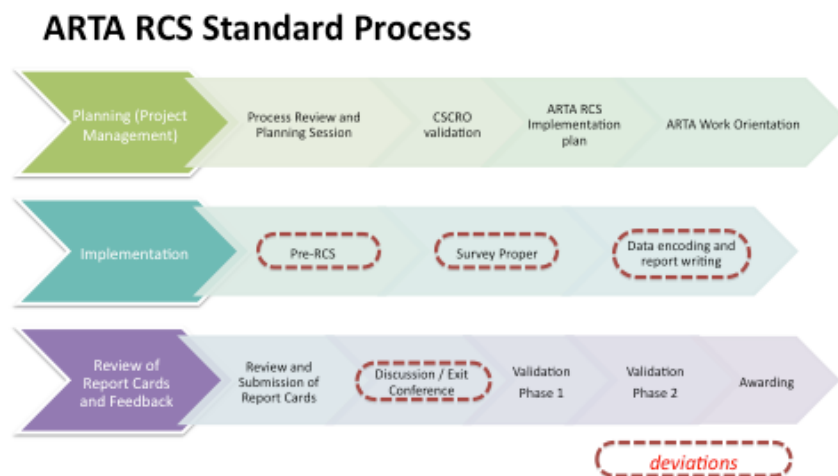 ARTA RCS Standard Process
Planning (Project
Management)
Process Review and
Planning Session
CSCRO
validation
ARTA RCS
Implementation
plan
ARTA Work Orientation
Implementation
Pre-RCS
Survey Proper
Data encoding and
report writing
Review of
Report Cards
and Feedback
Review and
Submission of
Report Cards
Discussion / Exit
Conference
Validation
Phase 1
Validation
Phase 2
Awarding
deviations